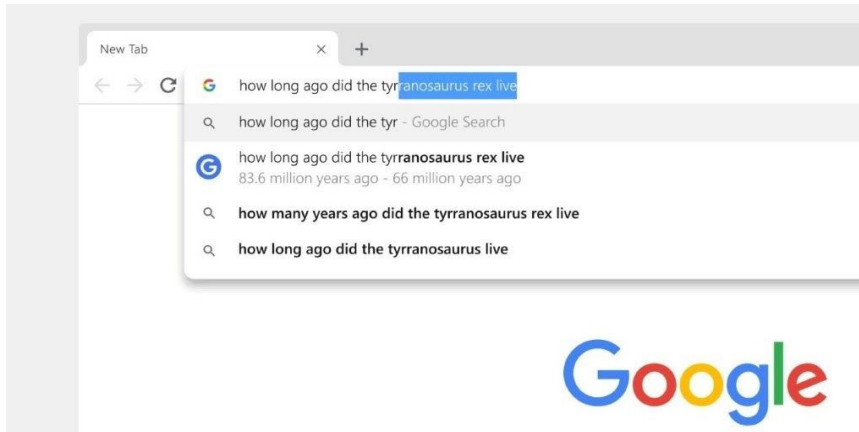 New Tab
how long ago did the tyrranosaurus rex live
how long ago did the tyr - Google Search
how long ago did the tyrranosaurus rex live
83.6 million years ago - 66 million years ago
how many years ago did the tyrranosaurus rex live
how long ago did the tyrranosaurus live
Google